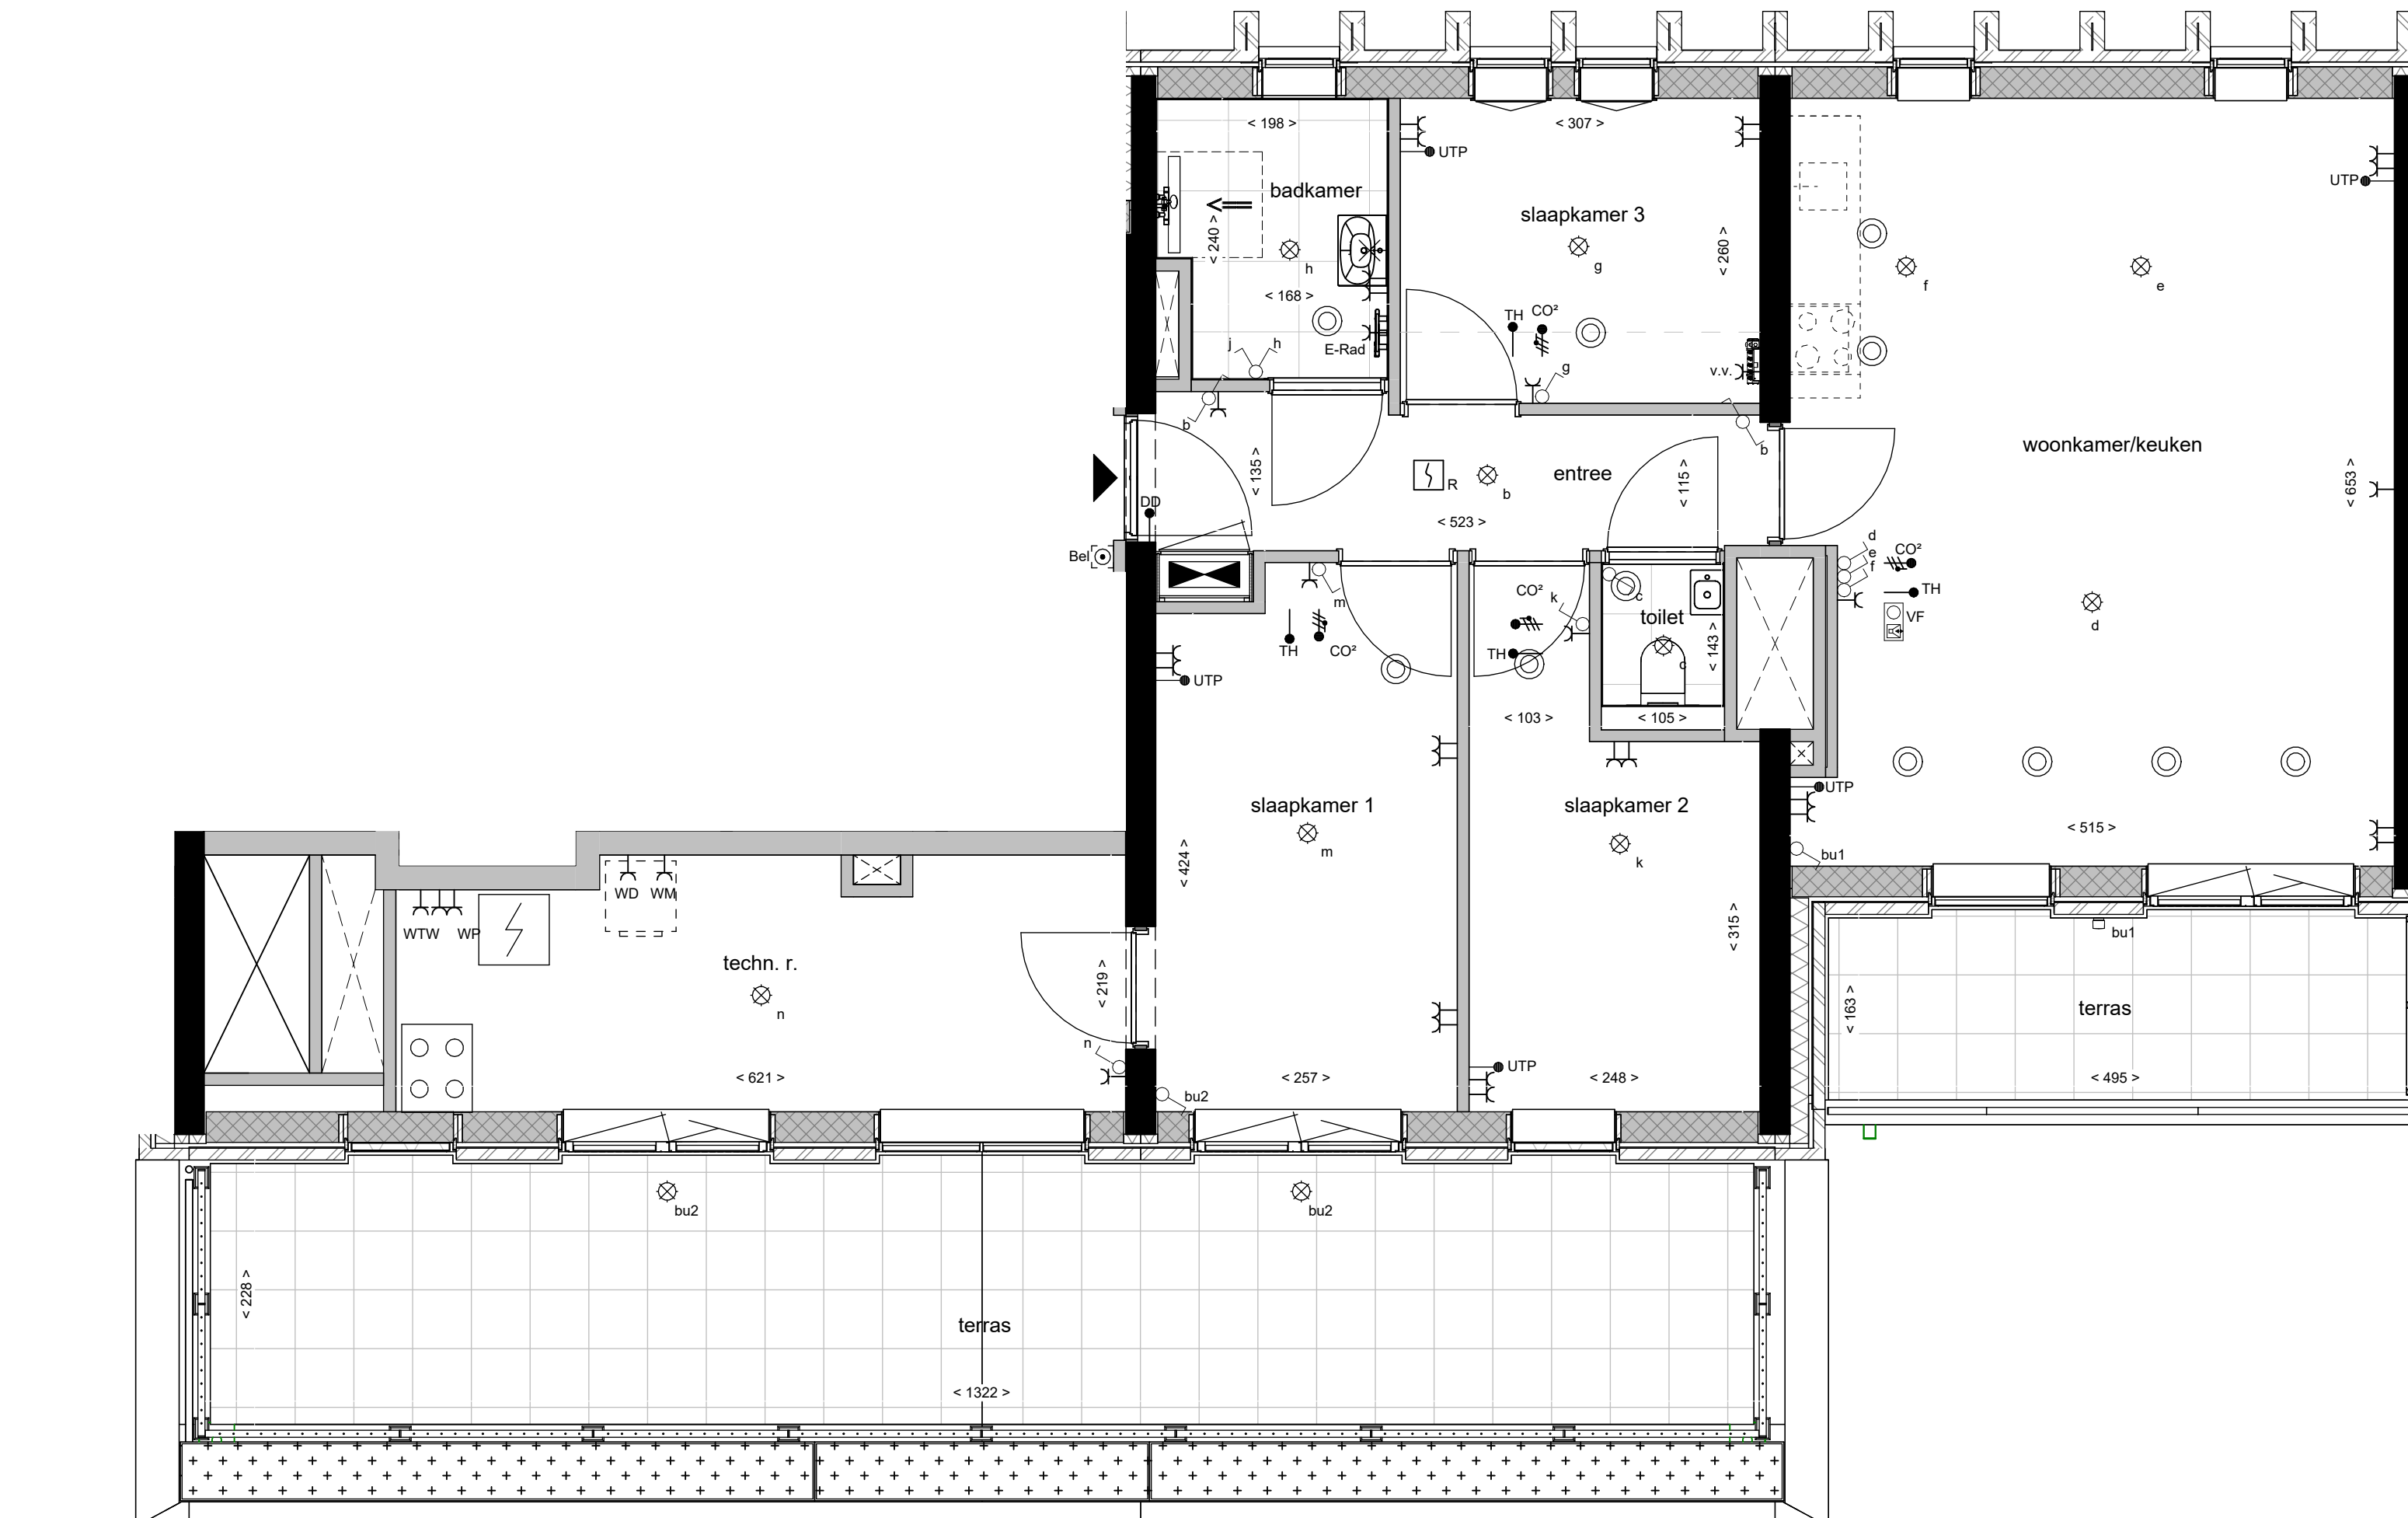 < 198 >
< 307 >
UTP
UTP
badkamer
slaapkamer 3
< 240 >
< 260 >
h
g
f
e
< 168 >
TH
CO²
j
h
E-Rad
g
v.v.
b
b
woonkamer/keuken
< 135 >
entree
< 115 >
< 653 >
R
b
DD
< 523 >
Bel
d
e
f
CO²
TH
VF
m
CO²
k
c
toilet
d
TH
CO²
TH
c
< 143 >
UTP
< 103 >
< 105 >
UTP
slaapkamer 1
slaapkamer 2
< 515 >
m
k
bu1
< 424 >
WD
WM
WTW
WP
< 315 >
bu1
techn. r.
< 219 >
n
terras
< 163 >
n
UTP
< 621 >
< 257 >
< 248 >
< 495 >
bu2
bu2
bu2
< 228 >
terras
< 1322 >